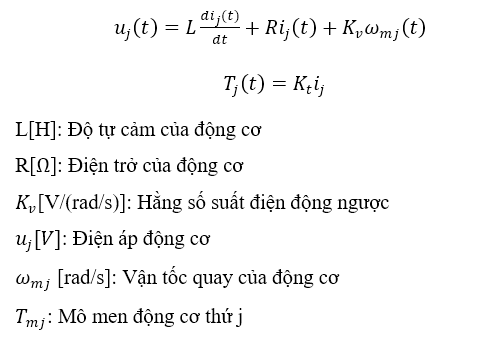 u_j(t) = L di_j(t)/dt + Ri_j(t) + K_vω_mj(t)
T_j(t) = K_t i_j
L[H]: Độ tự cảm của động cơ
R[Ω]: Điện trở của động cơ
K_v[V/(rad/s)]: Hằng số suất điện động ngược
u_j[V]: Điện áp động cơ
ω_mj [rad/s]: Vận tốc quay của động cơ
T_mj: Mô men động cơ thứ j